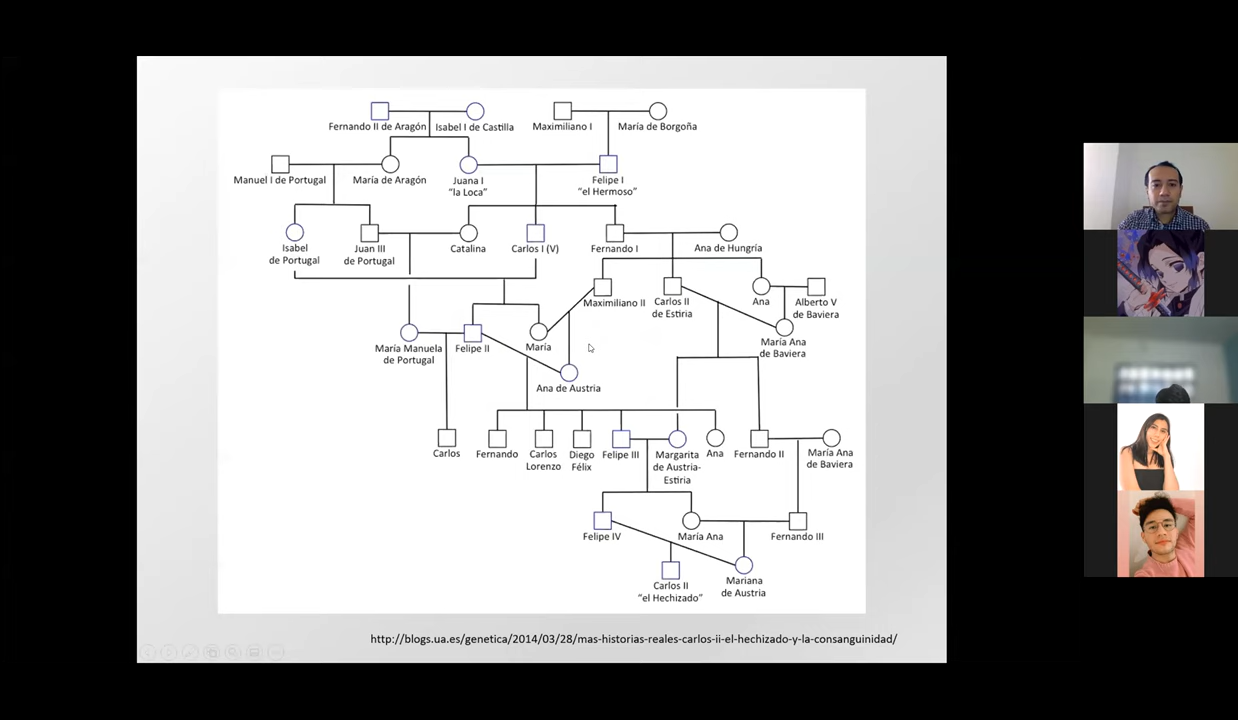 Fernando II de Aragón
Isabel I de Castilla
Maximiliano I
María de Borgoña
Manuel I de Portugal
María de Aragón
Juana I
"la Loca"
Felipe I
"el Hermoso"
Isabel
de Portugal
Juan III
de Portugal
Catalina
Carlos I (V)
Fernando I
Ana de Hungría
Maximiliano II
Carlos II
de Estiria
Ana
Alberto V
de Baviera
María Manuela
de Portugal
Felipe II
María
María Ana
de Baviera
Ana de Austria
Carlos
Fernando
Carlos
Lorenzo
Diego
Félix
Felipe III
Margarita
de Austria-
Estiria
Ana
Fernando II
María Ana
de Baviera
Felipe IV
María Ana
Fernando III
Carlos II
"el Hechizado"
Mariana
de Austria
http://blogs.ua.es/genetica/2014/03/28/mas-historias-reales-carlos-ii-el-hechizado-y-la-consanguinidad/